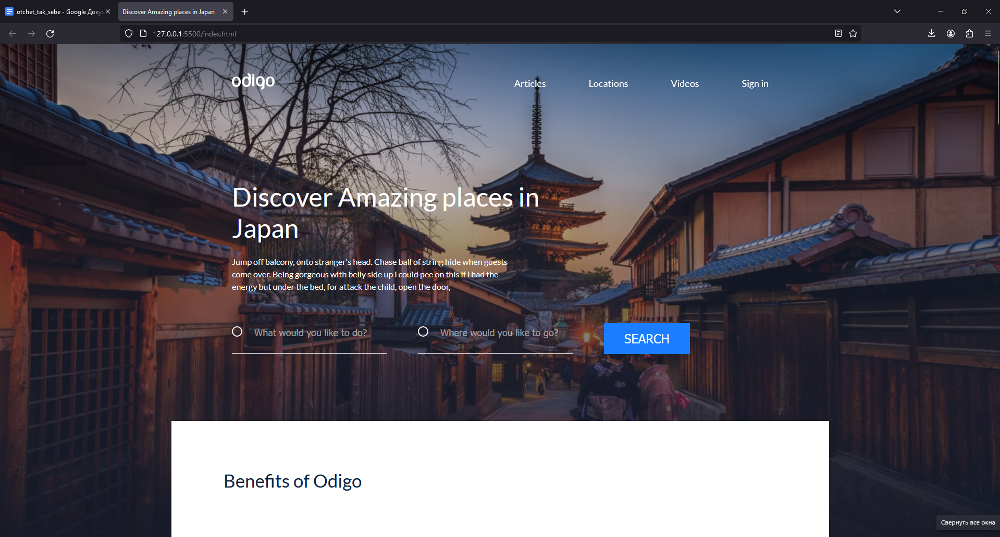 otchet_tak_sebe - Google Доку
Discover Amazing places in Japan
127.0.0.1:5500/index.html
odigo
Articles
Locations
Videos
Sign in
Discover Amazing places in
Japan
Jump off balcony, onto stranger's head. Chase ball of string hide when guests
come over. Being gorgeous with belly side up i could pee on this if i had the
energy but under the bed, for attack the child, open the door,
What would you like to do?
Where would you like to go?
SEARCH
Benefits of Odigo
Свернуть все окна